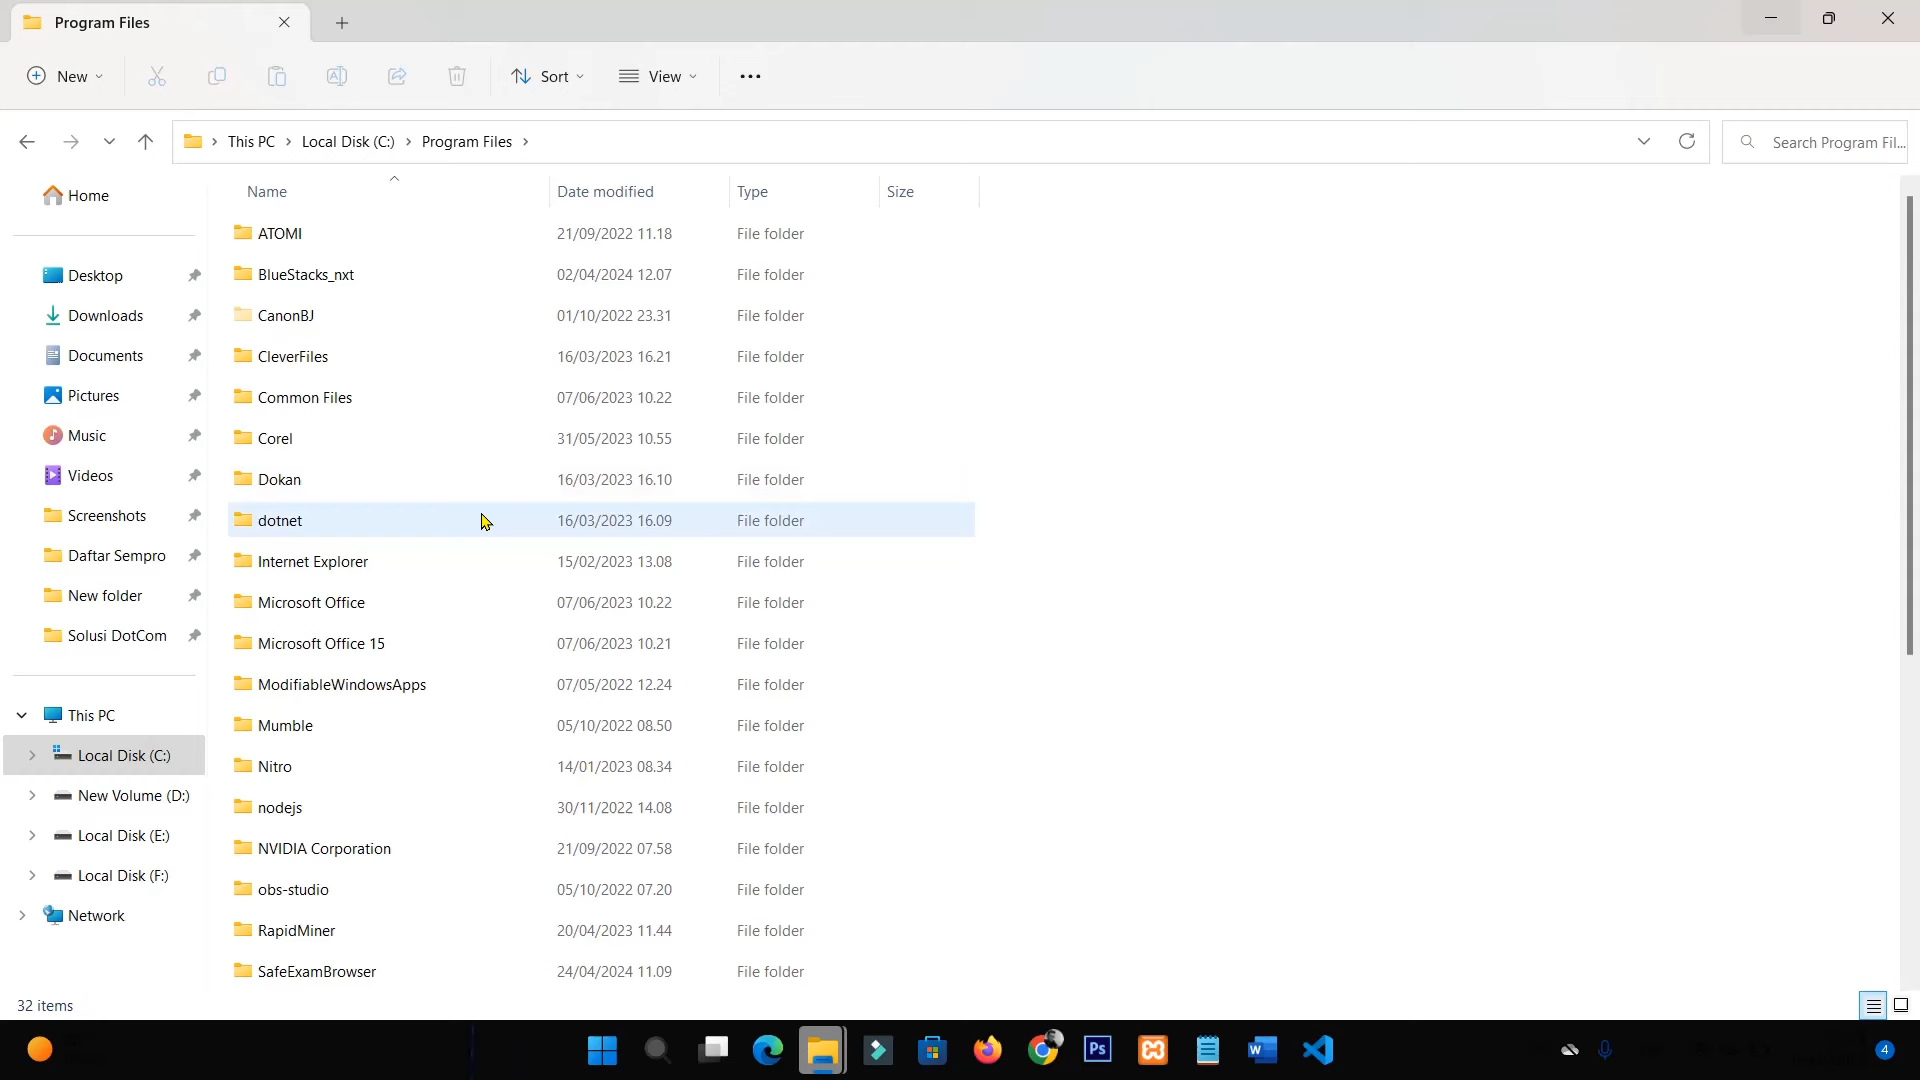 Program Files
New
Sort
View
This PC
Local Disk (C:)
Program Files
Search Program Fil...
Name
Date modified
Type
Size
Home
Desktop
Downloads
Documents
Pictures
Music
Videos
Screenshots
Daftar Sempro
New folder
Solusi DotCom
This PC
Local Disk (C:)
New Volume (D:)
Local Disk (E:)
Local Disk (F:)
Network
ATOMI 21/09/2022 11.18 File folder
BlueStacks_nxt 02/04/2024 12.07 File folder
CanonBJ 01/10/2022 23.31 File folder
CleverFiles 16/03/2023 16.21 File folder
Common Files 07/06/2023 10.22 File folder
Corel 31/05/2023 10.55 File folder
Dokan 16/03/2023 16.10 File folder
dotnet 16/03/2023 16.09 File folder
Internet Explorer 15/02/2023 13.08 File folder
Microsoft Office 07/06/2023 10.22 File folder
Microsoft Office 15 07/06/2023 10.21 File folder
ModifiableWindowsApps 07/05/2022 12.24 File folder
Mumble 05/10/2022 08.50 File folder
Nitro 14/01/2023 08.34 File folder
nodejs 30/11/2022 14.08 File folder
NVIDIA Corporation 21/09/2022 07.58 File folder
obs-studio 05/10/2022 07.20 File folder
RapidMiner 20/04/2023 11.44 File folder
SafeExamBrowser 24/04/2024 11.09 File folder
32 items
Ps
W
4